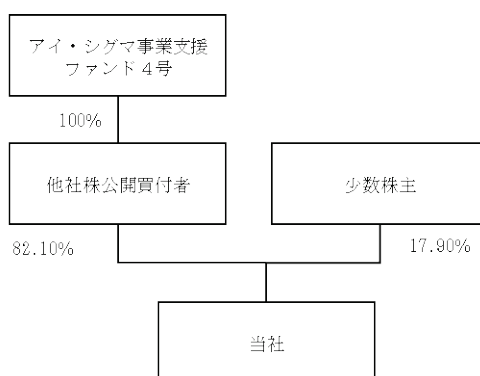 アイ・シグマ事業支援
ファンド４号
100%
他社株公開買付者
少数株主
82.10%
17.90%
当社